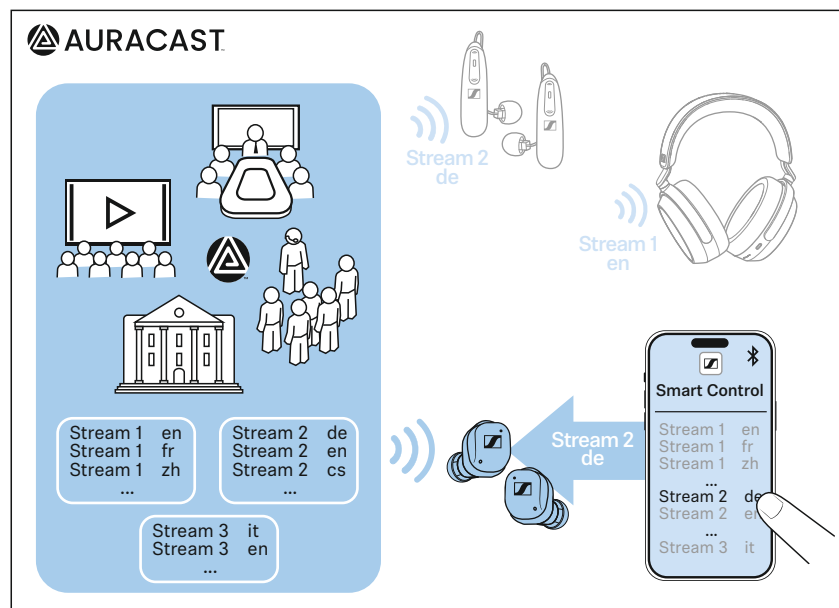 AURACAST™
Stream 2
de
Stream 1
en
Stream 1 en
Stream 1 fr
Stream 1 zh
...
Stream 2 de
Stream 2 en
Stream 2 cs
...
Stream 3 it
Stream 3 en
...
Stream 2
de
Smart Control
Stream 1 en
Stream 1 fr
Stream 1 zh
...
Stream 2 de
Stream 2 en
...
Stream 3 it